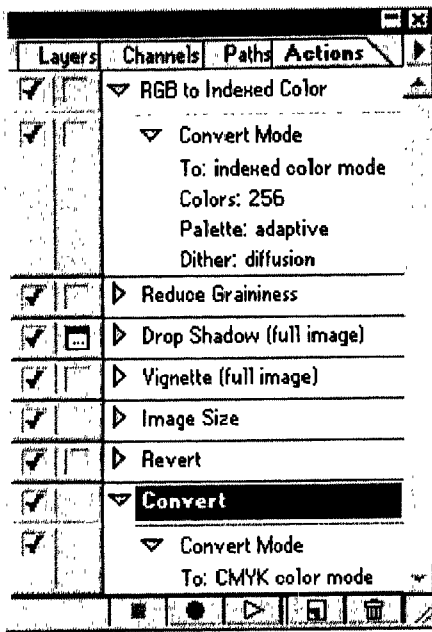 Layers Channels Paths Actions
RGB to Indexed Color
Convert Mode
To: indexed color mode
Colors: 256
Palette: adaptive
Dither: diffusion
Reduce Graininess
Drop Shadow (full image)
Vignette (full image)
Image Size
Revert
Convert
Convert Mode
To: CMYK color mode